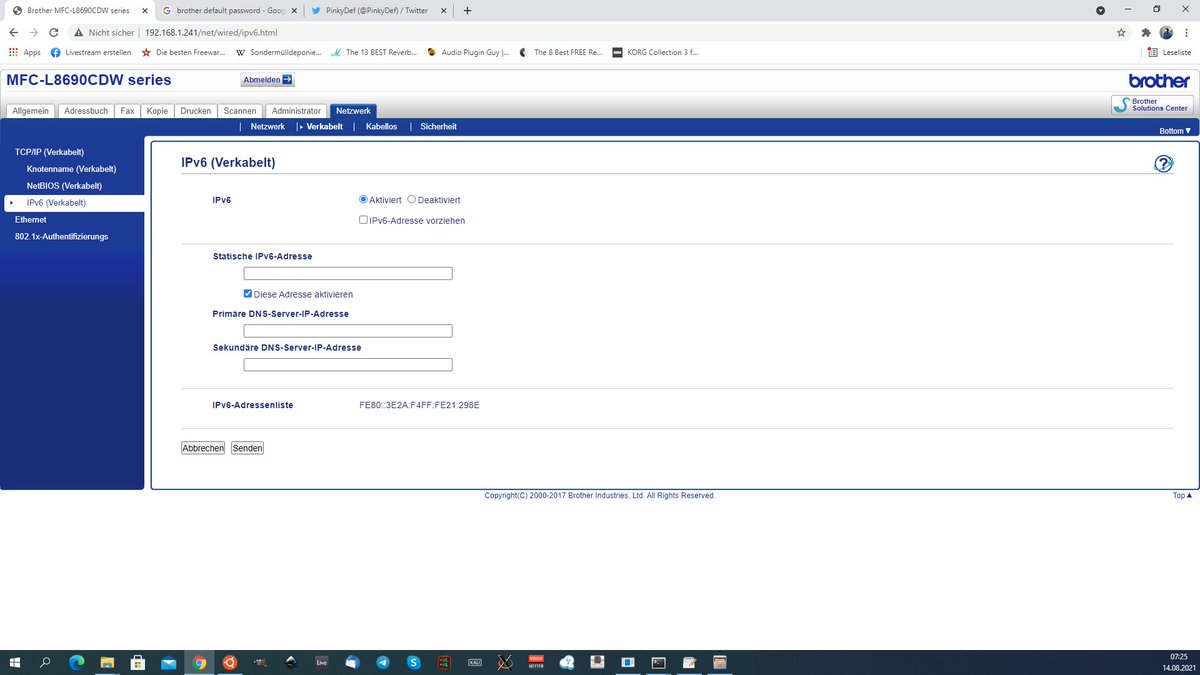 Brother MFC-L8690CDW series
brother default password - Goog
PinkyDef (@PinkyDef) / Twitter
Nicht sicher | 192.168.1.241/net/wired/ipv6.html
Apps
Livestream erstellen
Die besten Freewar...
Sondermülldeponie...
The 13 BEST Reverb...
Audio Plugin Guy |...
The 8 Best FREE Re...
KORG Collection 3 f...
Leseliste
MFC-L8690CDW series
Abmelden
brother
Allgemein
Adressbuch
Fax
Kopie
Drucken
Scannen
Administrator
Netzwerk
Brother
Solutions Center
Netzwerk
Verkabelt
Kabellos
Sicherheit
Bottom▼
TCP/IP (Verkabelt)
Knotenname (Verkabelt)
NetBIOS (Verkabelt)
IPv6 (Verkabelt)
Ethernet
802.1x-Authentifizierungs
IPv6 (Verkabelt)
IPv6
Aktiviert
Deaktiviert
IPv6-Adresse vorziehen
Statische IPv6-Adresse
Diese Adresse aktivieren
Primäre DNS-Server-IP-Adresse
Sekundäre DNS-Server-IP-Adresse
IPv6-Adressenliste
FE80::3E2A:F4FF:FE21:298E
Abbrechen
Senden
Copyright(C) 2000-2017 Brother Industries, Ltd. All Rights Reserved.
Top▲
Live
KALI
07:25
14.08.2021